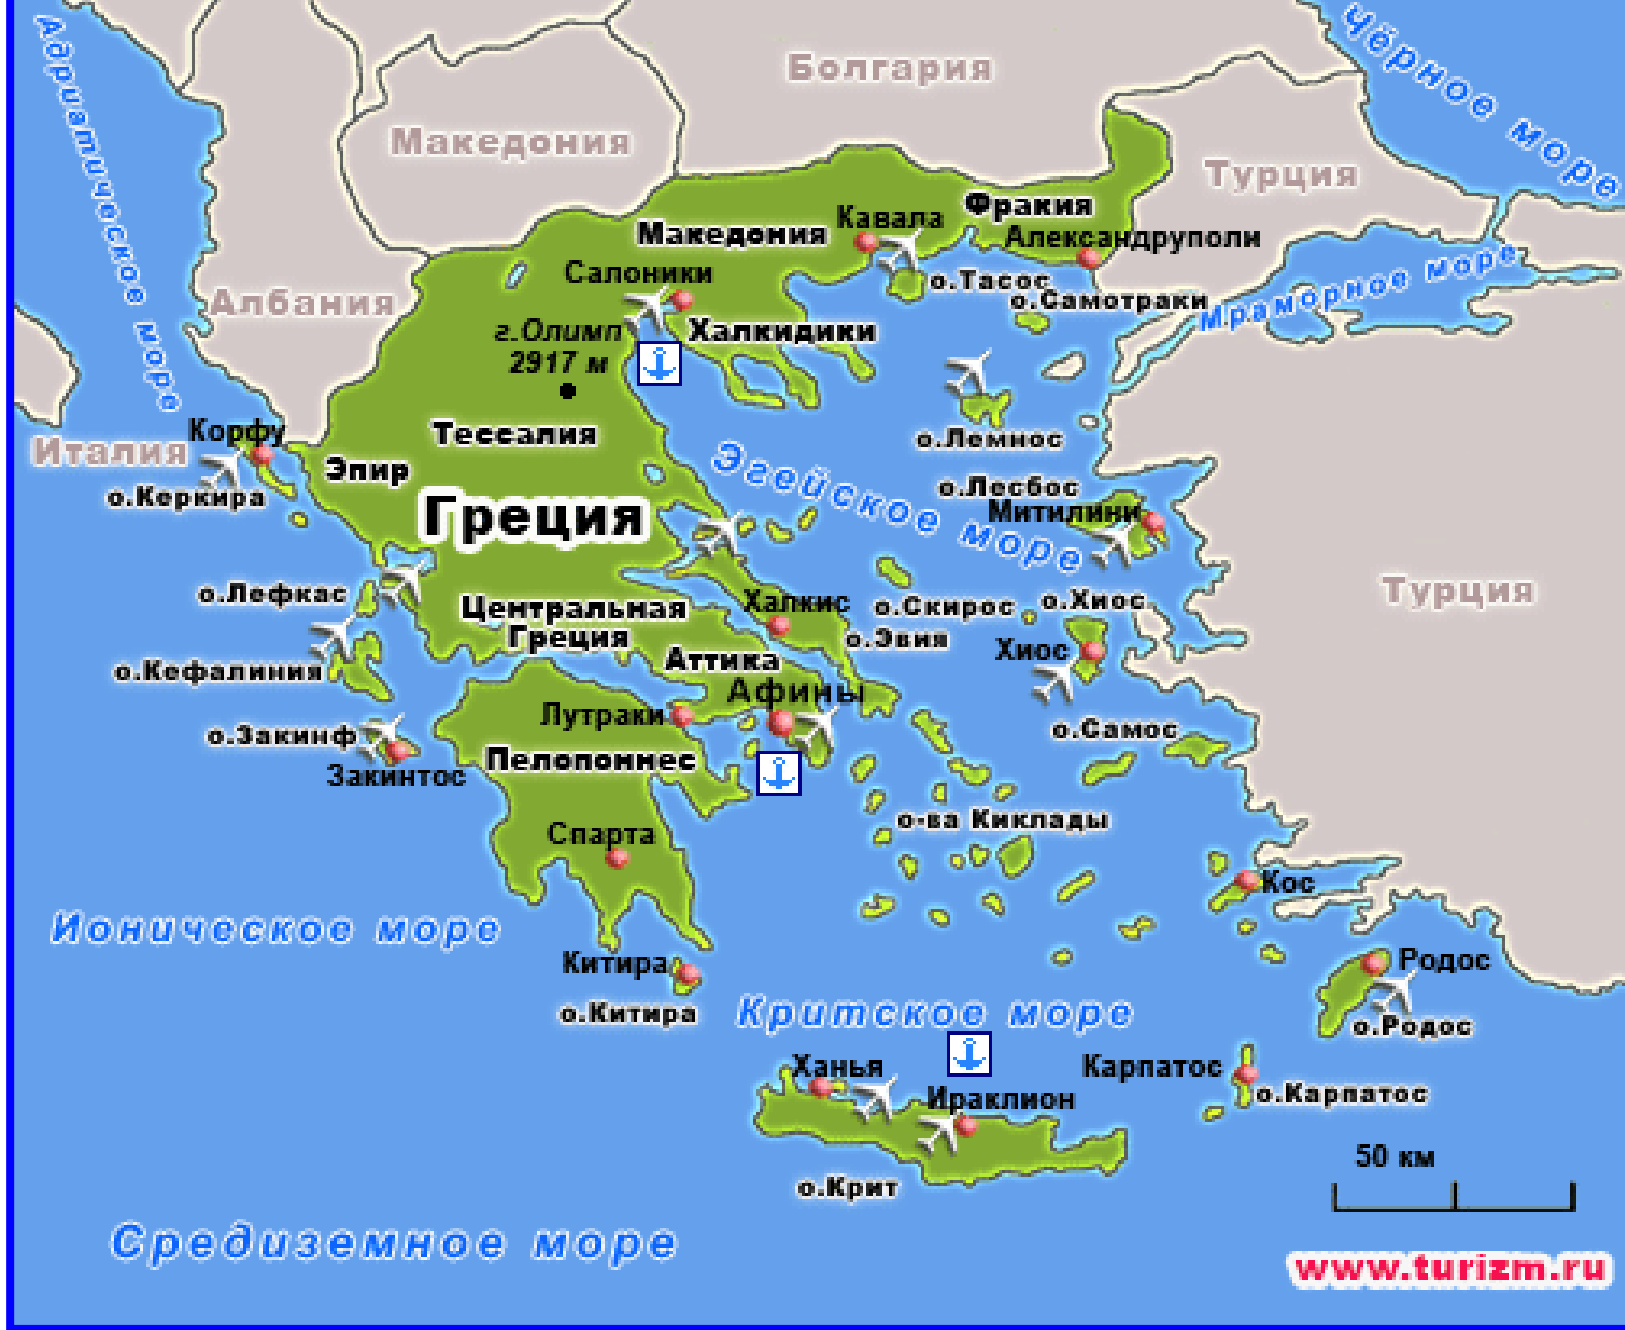 Адриатическое море
Чёрное море
Болгария
Македония
Турция
Фракия
Кавала
Македония
Александруполи
Мраморное море
Салоники
о.Тасос
о.Самотраки
Албания
г.Олимп
2917 м
Халкидики
Корфу
Италия
Тессалия
о.Лемнос
Эпир
о.Керкира
Эгейское море
о.Лесбос
Митилини
Греция
о.Лефкас
Турция
Центральная
Греция
Халкис
о.Скирос
о.Хиос
о.Эвия
Хиос
Аттика
о.Кефалиния
Афины
Лутраки
о.Закинф
о.Самос
Пелопоннес
Закинтос
о-ва Киклады
Спарта
Кос
Ионическое море
Китира
Родос
о.Китира
Критское море
о.Родос
Ханья
Карпатос
Ираклион
о.Карпатос
50 км
о.Крит
Средиземное море
www.turizm.ru